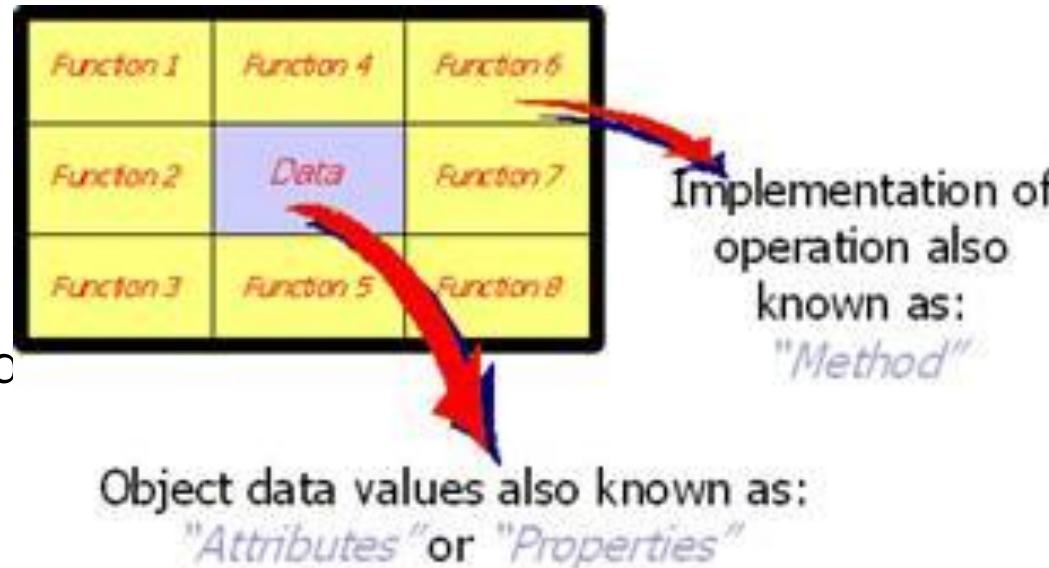 Function 1 Function 4 Function 6
Function 2 Data Function 7
Function 3 Function 5 Function 8
Implementation of
operation also
known as:
"Method"
Object data values also known as:
"Attributes" or "Properties"